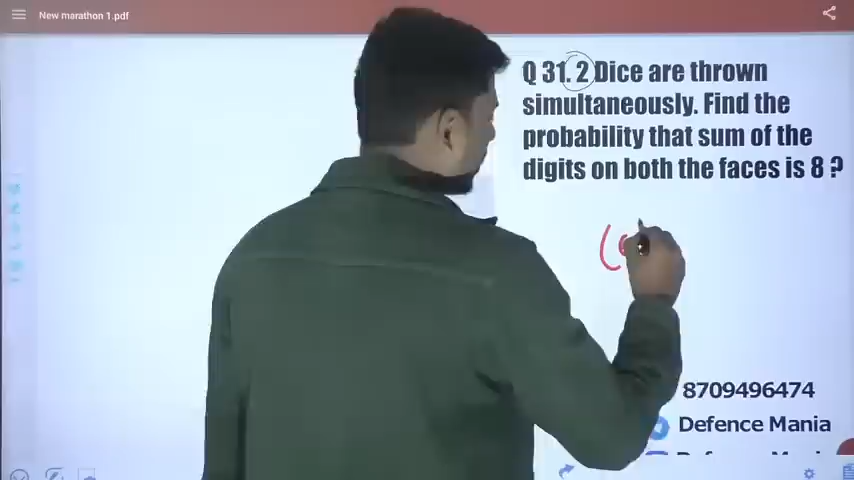 New marathon 1.pdf
Q 31. 2 Dice are thrown
simultaneously. Find the
probability that sum of the
digits on both the faces is 8 ?
8709496474
Defence Mania